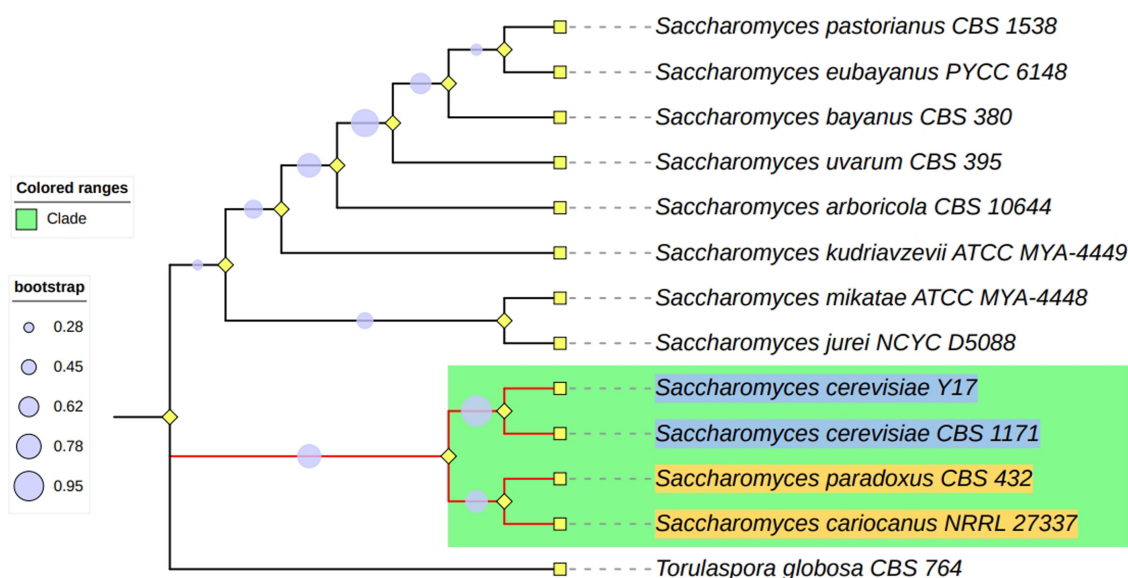 Saccharomyces pastorianus CBS 1538
Saccharomyces eubayanus PYCC 6148
Saccharomyces bayanus CBS 380
Saccharomyces uvarum CBS 395
Colored ranges
Clade
Saccharomyces arboricola CBS 10644
Saccharomyces kudriavzevii ATCC MYA-4449
bootstrap
0.28
0.45
0.62
0.78
0.95
Saccharomyces mikatae ATCC MYA-4448
Saccharomyces jurei NCYC D5088
Saccharomyces cerevisiae Y17
Saccharomyces cerevisiae CBS 1171
Saccharomyces paradoxus CBS 432
Saccharomyces cariocanus NRRL 27337
Torulaspora globosa CBS 764